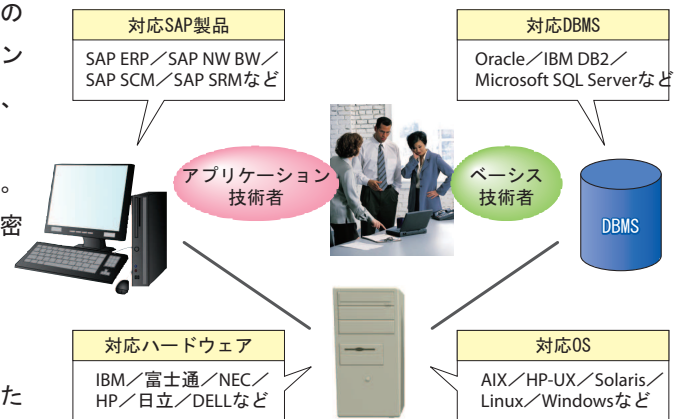 の
ン
、
。
密
た
対応SAP製品
SAP ERP／SAP NW BW／
SAP SCM／SAP SRMなど
対応DBMS
Oracle／IBM DB2／
Microsoft SQL Serverなど
アプリケーション
技術者
ベーシス
技術者
DBMS
対応ハードウェア
IBM／富士通／NEC／
HP／日立／DELLなど
対応OS
AIX／HP-UX／Solaris／
Linux／Windowsなど